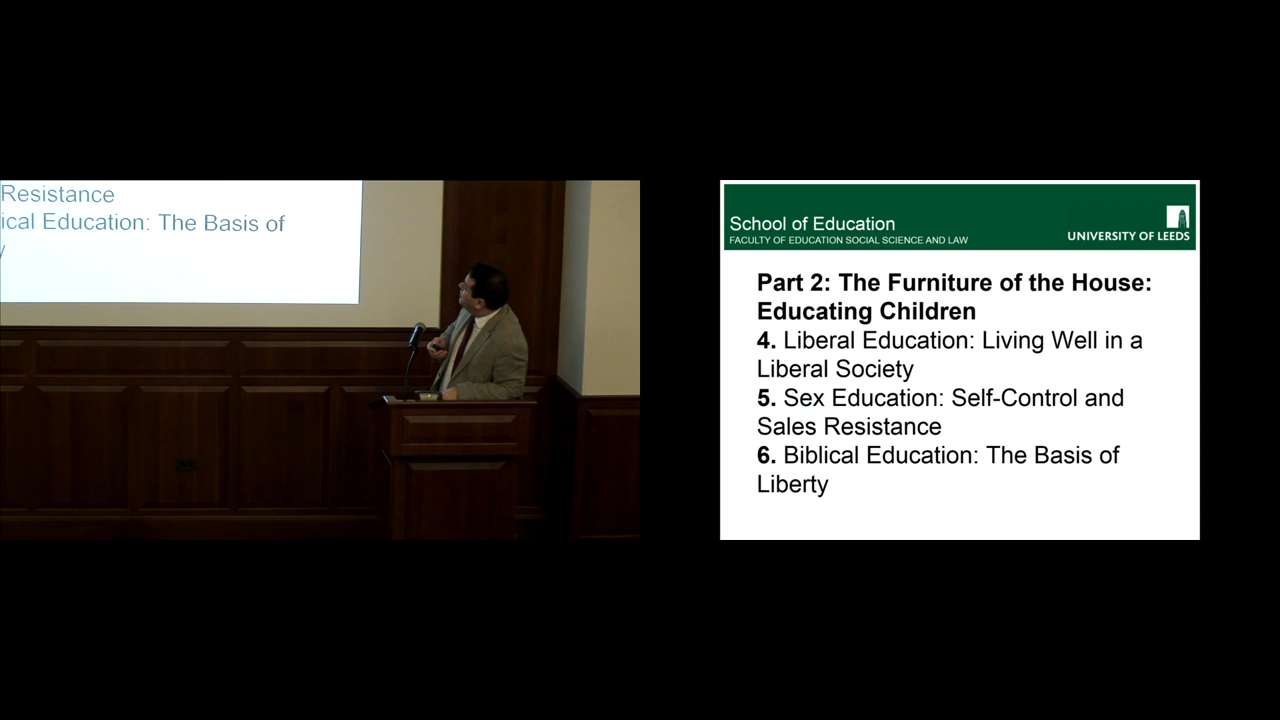 Resistance
ical Education: The Basis of
School of Education
FACULTY OF EDUCATION SOCIAL SCIENCE AND LAW
UNIVERSITY OF LEEDS
Part 2: The Furniture of the House:
Educating Children
4. Liberal Education: Living Well in a
Liberal Society
5. Sex Education: Self-Control and
Sales Resistance
6. Biblical Education: The Basis of
Liberty